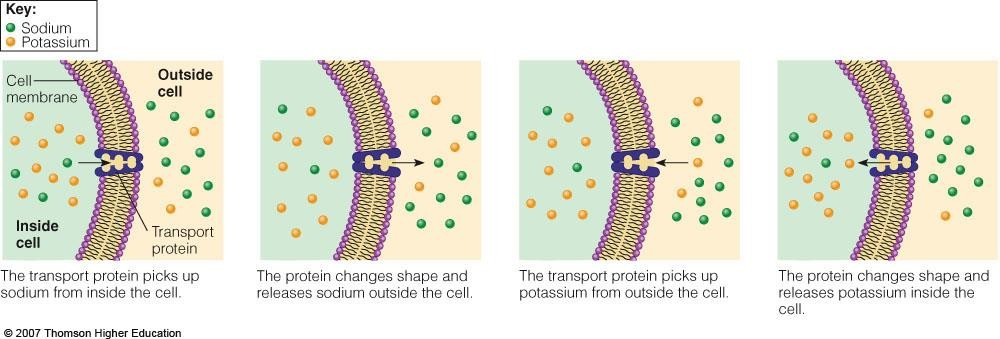 Key:
Sodium
Potassium
Cell
membrane
Outside
cell
Inside
cell
Transport
protein
The transport protein picks up
sodium from inside the cell.
The protein changes shape and
releases sodium outside the cell.
The transport protein picks up
potassium from outside the cell.
The protein changes shape and
releases potassium inside the
cell.
© 2007 Thomson Higher Education